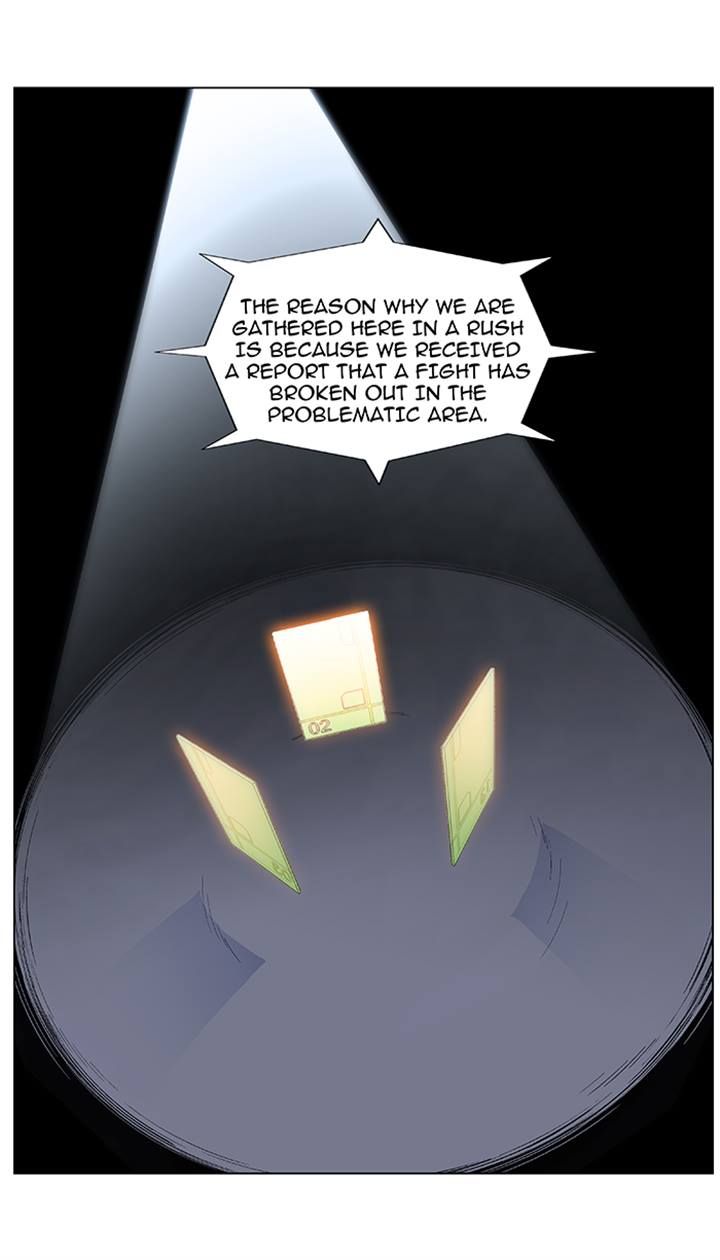 THE REASON WHY WE ARE
GATHERED HERE IN A RUSH
IS BECAUSE WE RECEIVED
A REPORT THAT A FIGHT HAS
BROKEN OUT IN THE
PROBLEMATIC AREA.
02